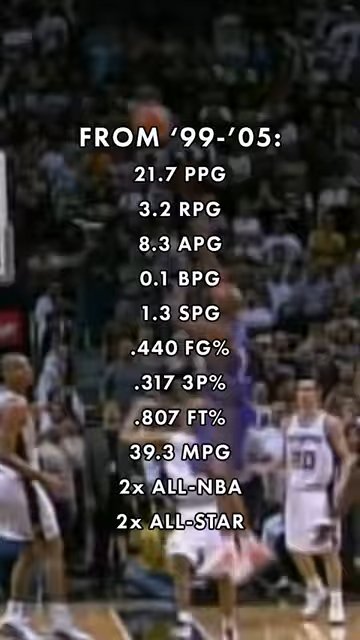 FROM ‘99-’05:
21.7 PPG
3.2 RPG
8.3 APG
0.1 BPG
1.3 SPG
.440 FG%
.317 3P%
.807 FT%
39.3 MPG
2x ALL-NBA
2x ALL-STAR